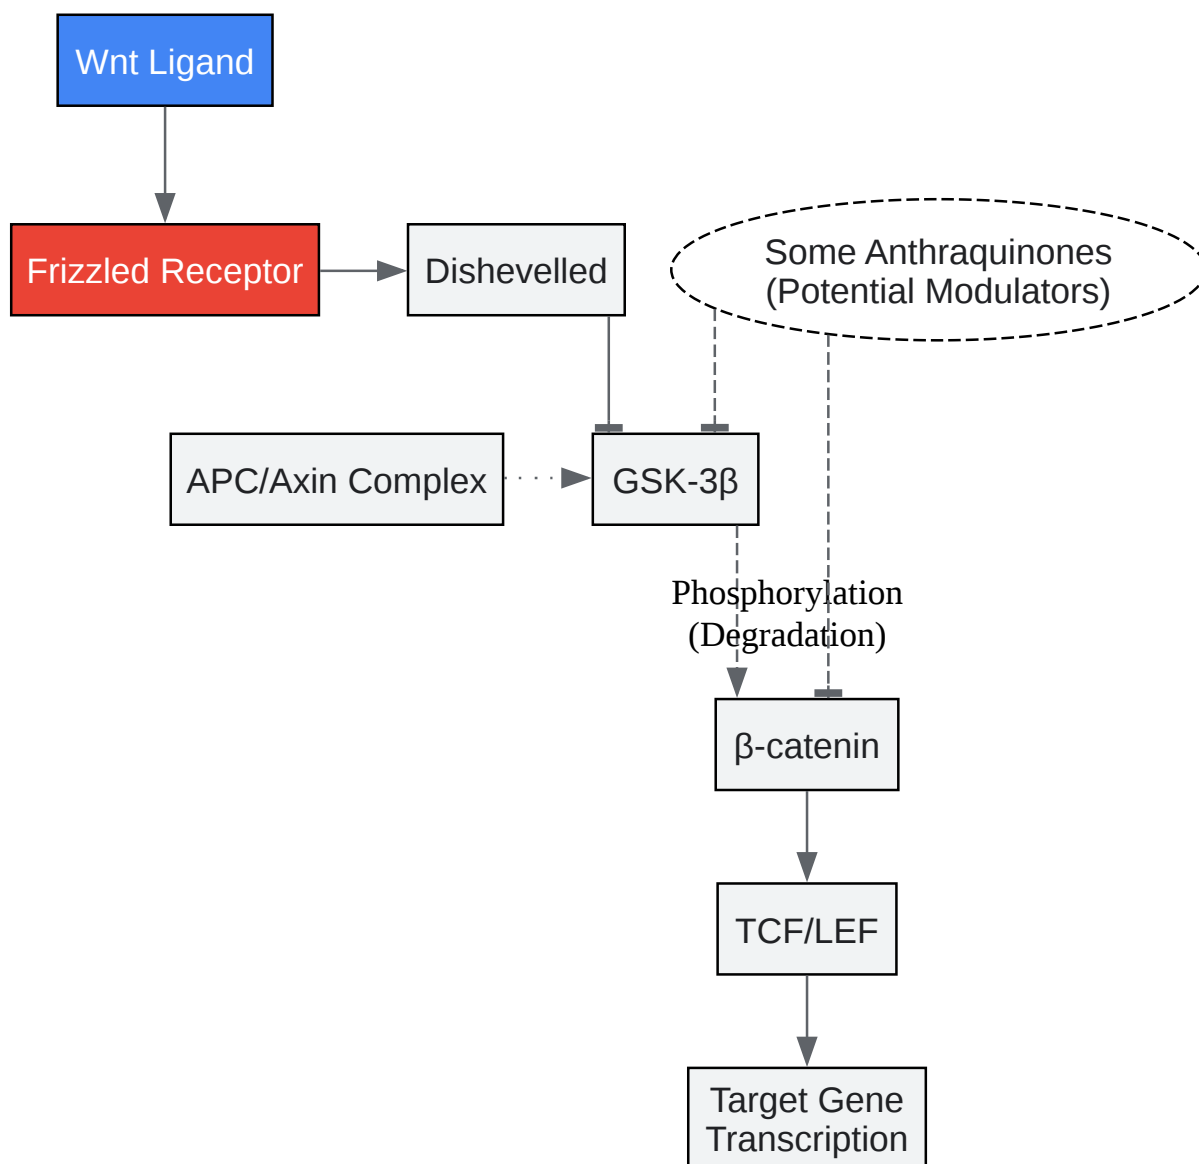 Wnt Ligand
Frizzled Receptor
Dishevelled
Some Anthraquinones
(Potential Modulators)
APC/Axin Complex
GSK-3β
Phosphorylation
(Degradation)
β-catenin
TCF/LEF
Target Gene
Transcription